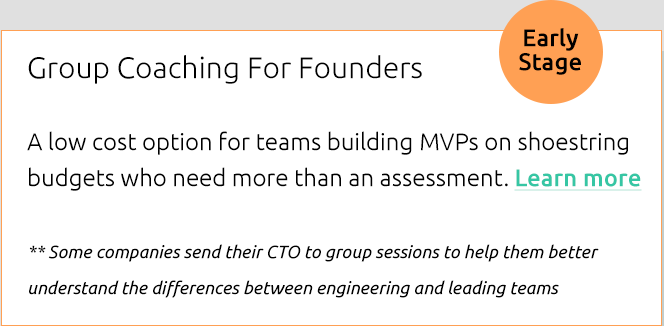 Early
Stage
Group Coaching For Founders
A low cost option for teams building MVPs on shoestring
budgets who need more than an assessment. Learn more
** Some companies send their CTO to group sessions to help them better
understand the differences between engineering and leading teams